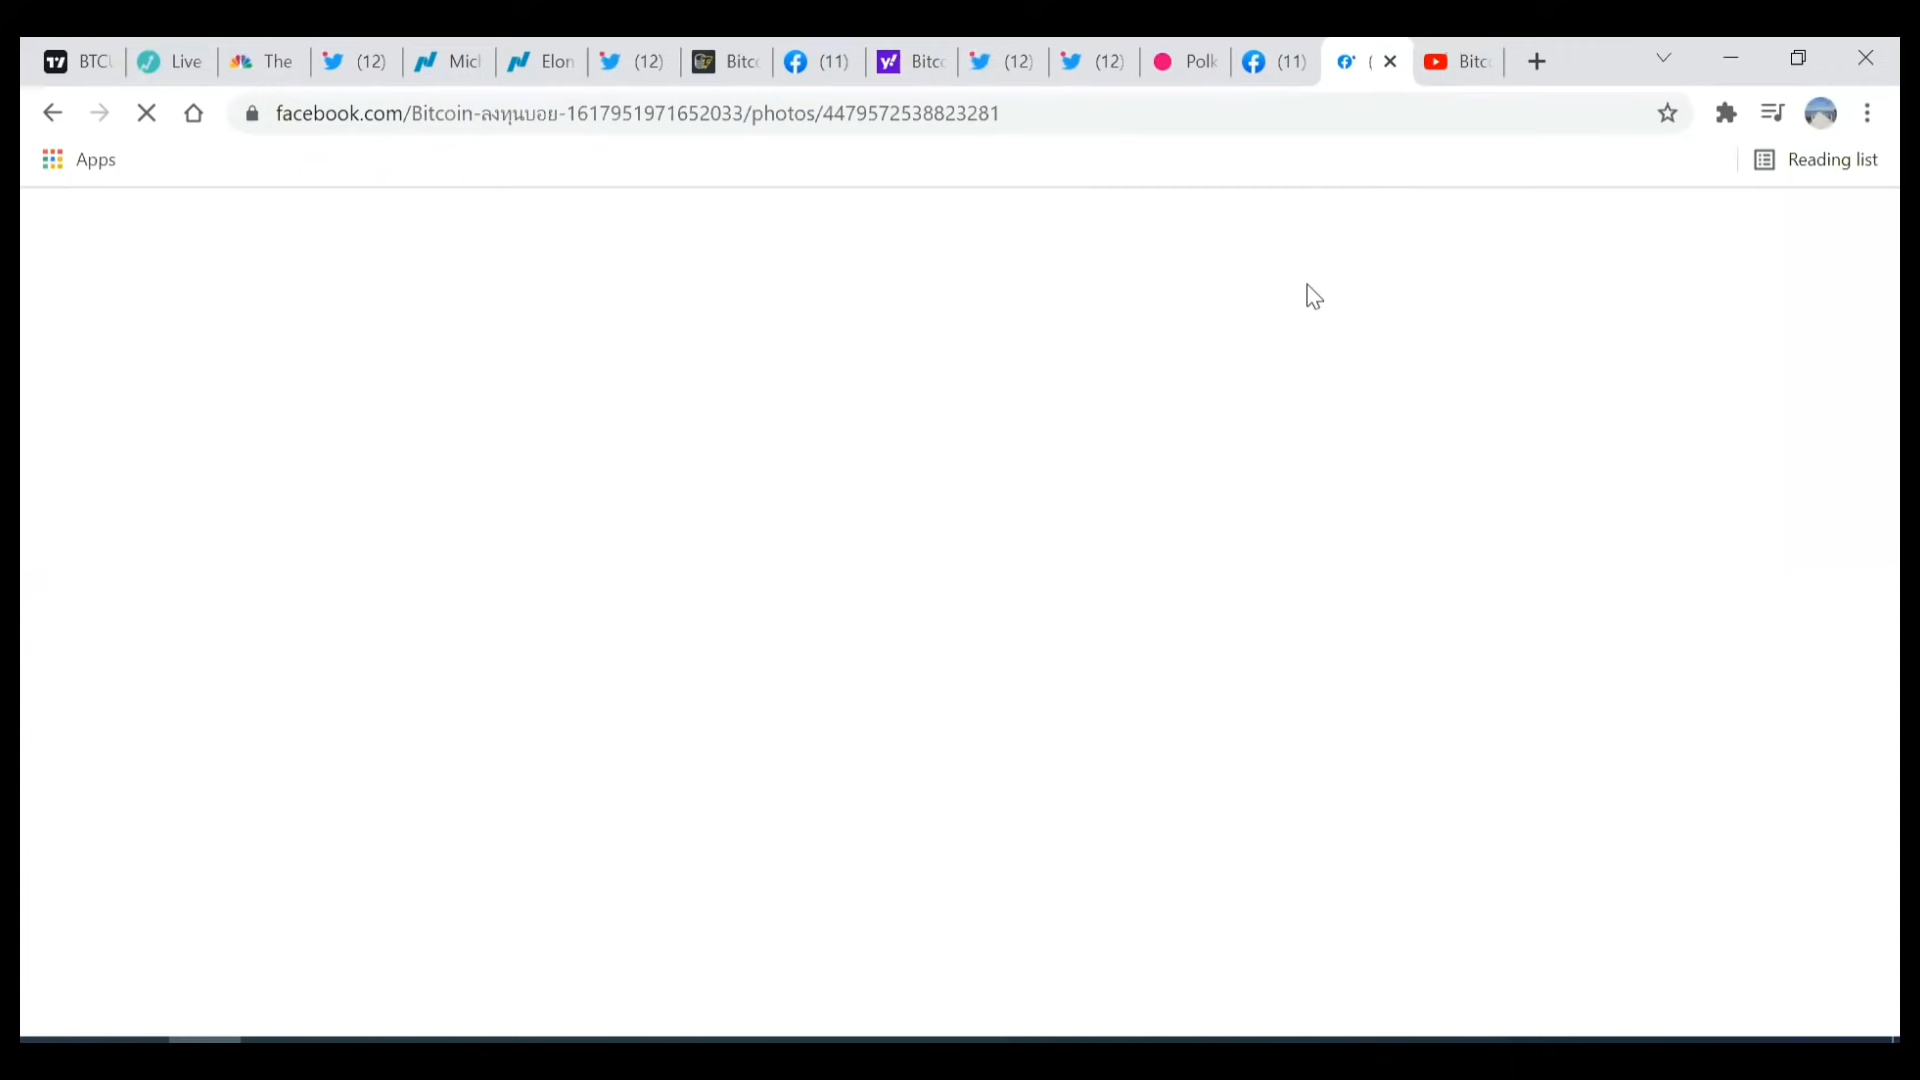 BTC Live The (12) Mic Elon (12) Bitc (11) Bitc (12) (12) Polk (11) ( Bitc
facebook.com/Bitcoin-ลงทุนบอย-1617951971652033/photos/4479572538823281
Apps Reading list